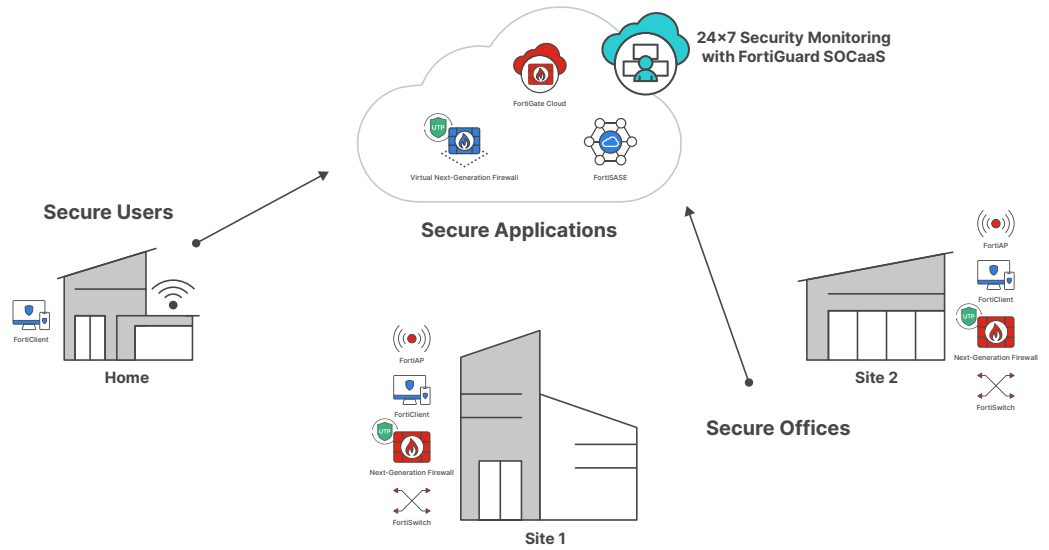 24×7 Security Monitoring
with FortiGuard SOCaaS
FortiGate Cloud
UTP
Virtual Next-Generation Firewall
FortiSASE
Secure Applications
Secure Users
FortiClient
Home
FortiAP
FortiClient
UTP
Next-Generation Firewall
FortiSwitch
Site 1
FortiAP
FortiClient
UTP
Next-Generation Firewall
FortiSwitch
Site 2
Secure Offices